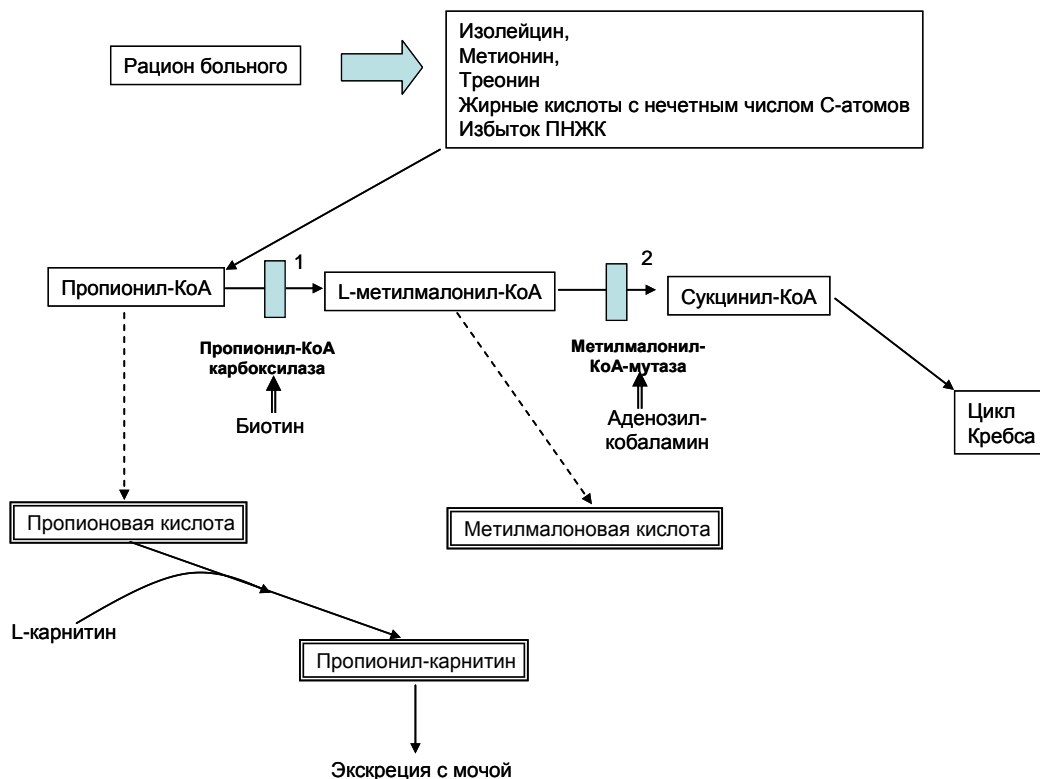 Рацион больного
Изолейцин,
Метионин,
Треонин
Жирные кислоты с нечетным числом С-атомов
Избыток ПНЖК
Пропионил-КоА
1
L-метилмалонил-КоА
2
Сукцинил-КоА
Пропионил-КоА
карбоксилаза
Метилмалонил-
КоА-мутаза
Биотин
Аденозил-
кобаламин
Цикл
Кребса
Пропионовая кислота
Метилмалоновая кислота
L-карнитин
Пропионил-карнитин
Экскреция с мочой